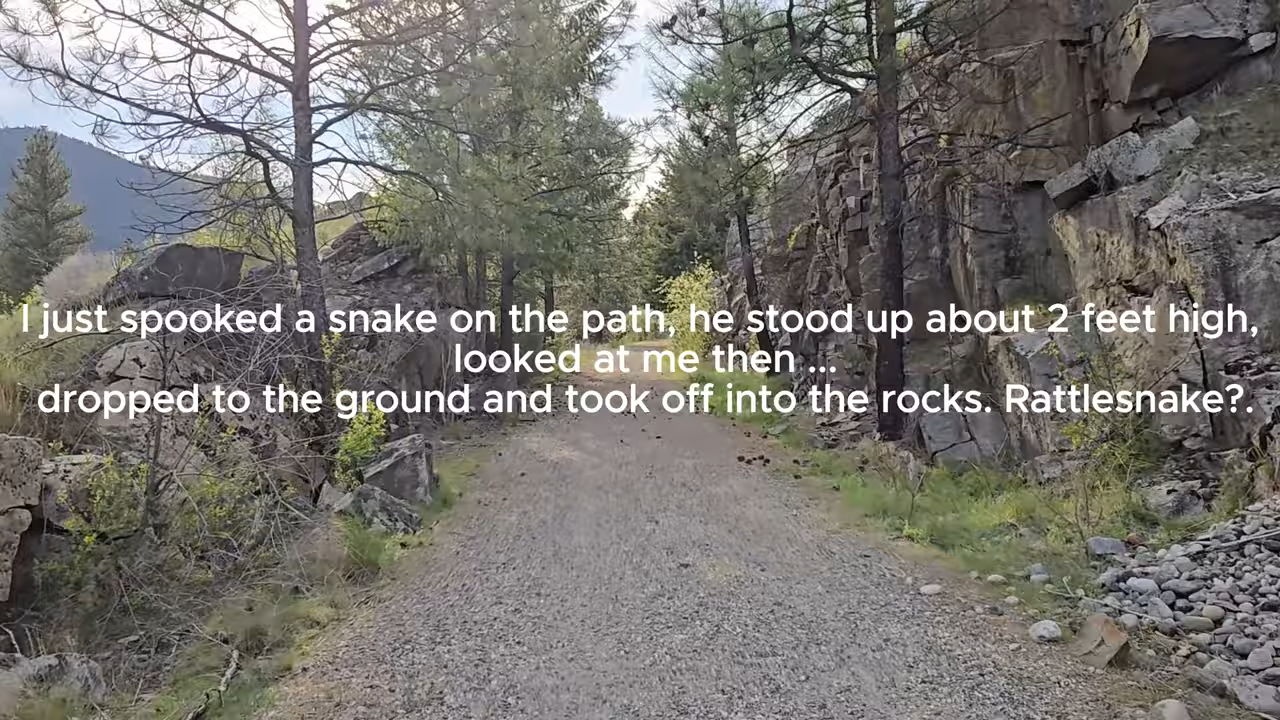 I just spooked a snake on the path, he stood up about 2 feet high,
looked at me then ...
dropped to the ground and took off into the rocks. Rattlesnake?.